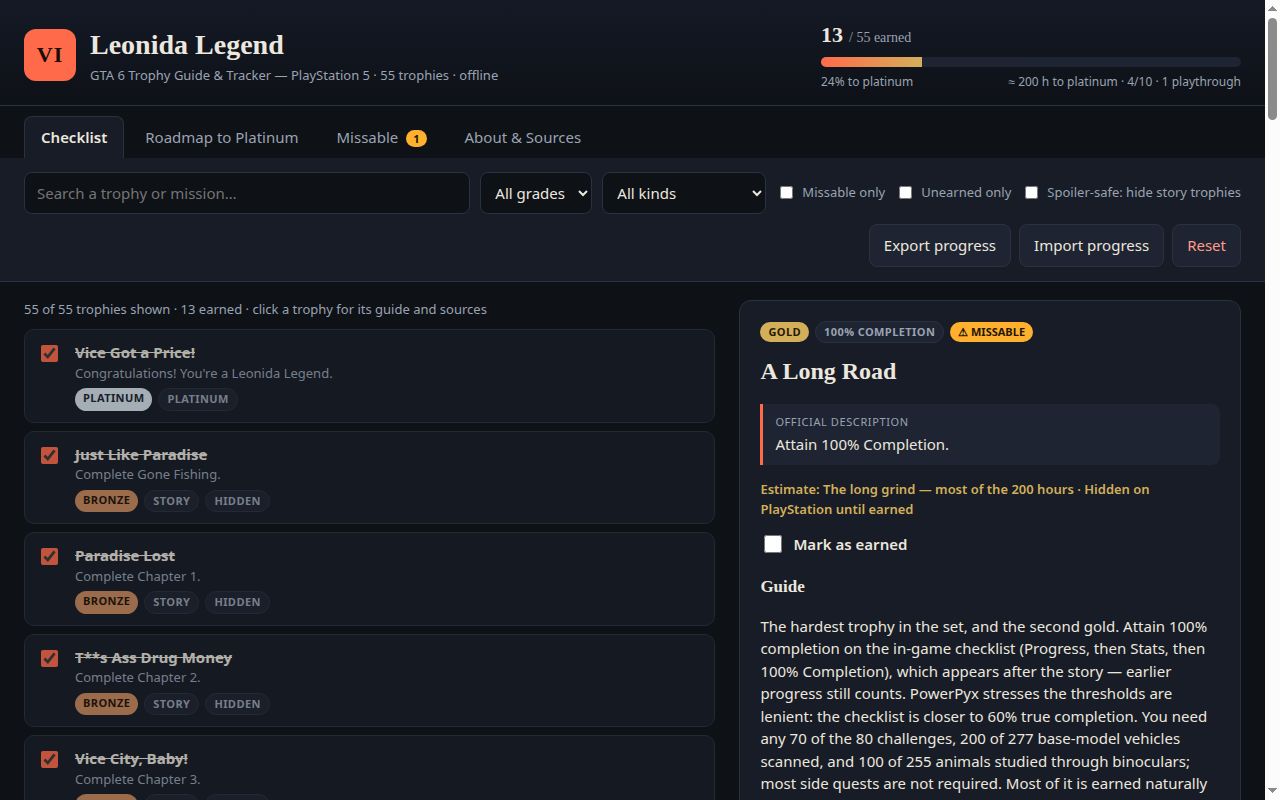 VI
Leonida Legend
GTA 6 Trophy Guide & Tracker — PlayStation 5 · 55 trophies · offline
13 / 55 earned
24% to platinum
≈ 200 h to platinum · 4/10 · 1 playthrough
Checklist
Roadmap to Platinum
Missable 1
About & Sources
Search a trophy or mission...
All grades
All kinds
Missable only
Unearned only
Spoiler-safe: hide story trophies
Export progress
Import progress
Reset
55 of 55 trophies shown · 13 earned · click a trophy for its guide and sources
Vice Got a Price!
Congratulations! You're a Leonida Legend.
PLATINUM PLATINUM
Just Like Paradise
Complete Gone Fishing.
BRONZE STORY HIDDEN
Paradise Lost
Complete Chapter 1.
BRONZE STORY HIDDEN
T**s Ass Drug Money
Complete Chapter 2.
BRONZE STORY HIDDEN
Vice City, Baby!
Complete Chapter 3.
GOLD 100% COMPLETION ⚠ MISSABLE
A Long Road
OFFICIAL DESCRIPTION
Attain 100% Completion.
Estimate: The long grind — most of the 200 hours · Hidden on
PlayStation until earned
Mark as earned
Guide
The hardest trophy in the set, and the second gold. Attain 100%
completion on the in-game checklist (Progress, then Stats, then
100% Completion), which appears after the story — earlier
progress still counts. PowerPyx stresses the thresholds are
lenient: the checklist is closer to 60% true completion. You need
any 70 of the 80 challenges, 200 of 277 base-model vehicles
scanned, and 100 of 255 animals studied through binoculars;
most side quests are not required. Most of it is earned naturally